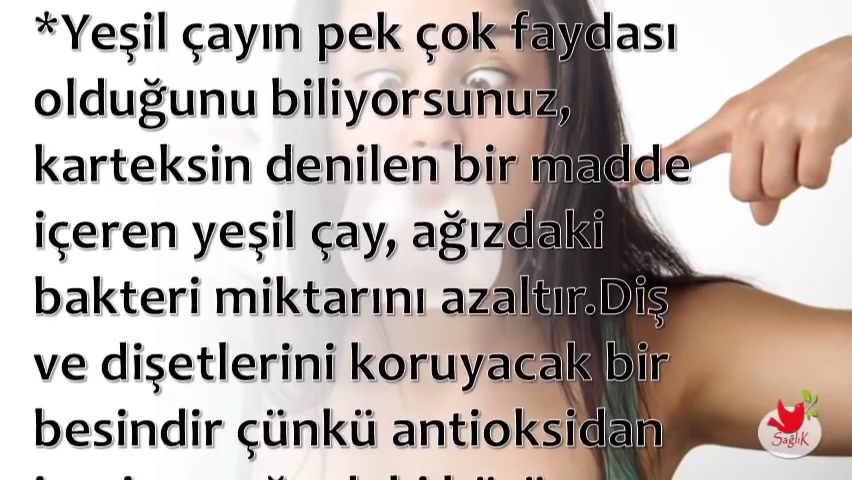 *Yeşil çayın pek çok faydası
olduğunu biliyorsunuz,
karteksin denilen bir madde
içeren yeşil çay, ağızdaki
bakteri miktarını azaltır.Diş
ve dişetlerini koruyacak bir
besindir çünkü antioksidan
SağlıK